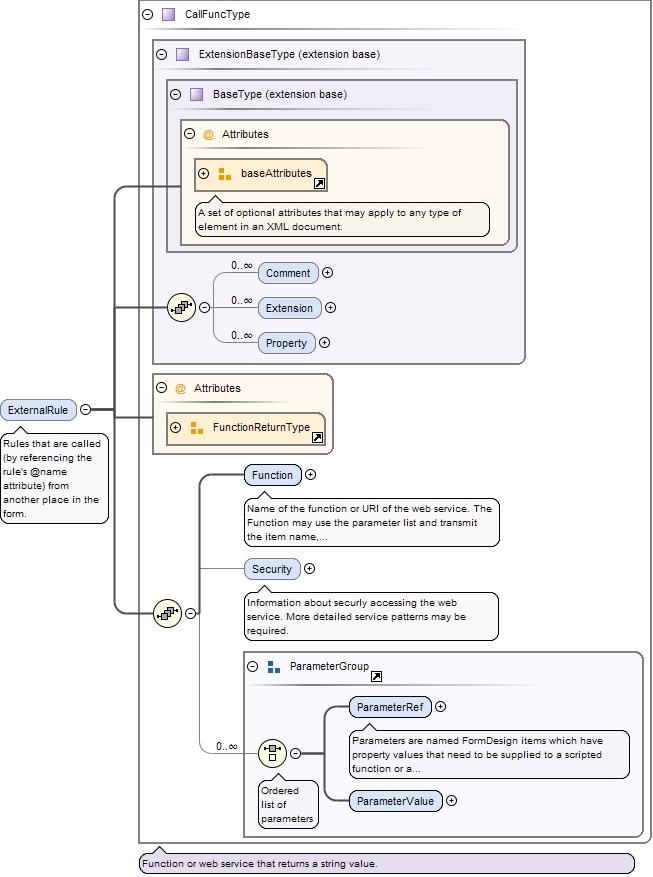 CallFuncType
ExtensionBaseType (extension base)
BaseType (extension base)
@ Attributes
baseAttributes
A set of optional attributes that may apply to any type of
element in an XML document.
0..∞
Comment
0..∞
Extension
0..∞
Property
@ Attributes
FunctionReturnType
ExternalRule
Rules that are called
(by referencing the
rule's @name
attribute) from
another place in the
form.
Function
Name of the function or URI of the web service. The
Function may use the parameter list and transmit
the item name,...
Security
Information about securly accessing the web
service. More detailed service patterns may be
required.
ParameterGroup
0..∞
ParameterRef
Parameters are named FormDesign items which have
property values that need to be supplied to a scripted
function or a...
Ordered
list of
parameters
ParameterValue
Function or web service that returns a string value.